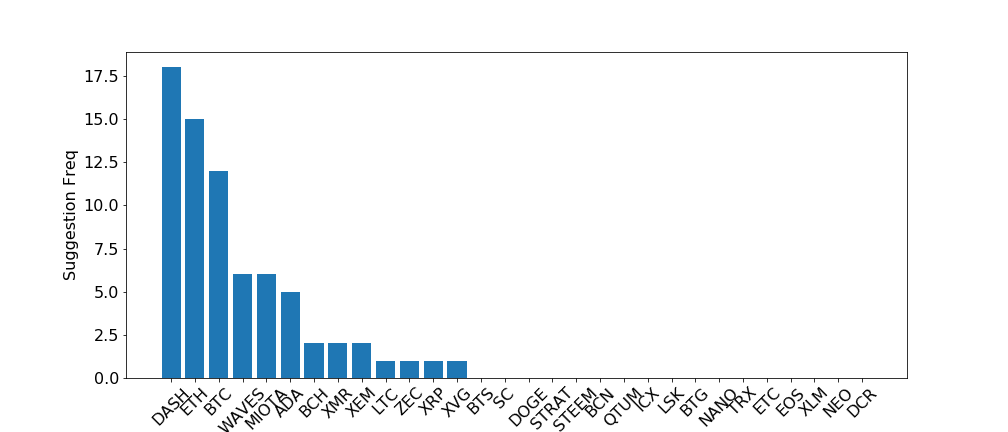 Suggestion Freq
17.5
15.0
12.5
10.0
7.5
5.0
2.5
0.0
DASH
ETH
BTC
WAVES
MIOTA
ADA
BCH
XMR
XEM
LTC
ZEC
XRP
XVG
BTS
SC
DOGE
STRAT
STEEM
BCN
QTUM
ICX
LSK
BTG
NANO
TRX
ETC
EOS
XLM
NEO
DCR